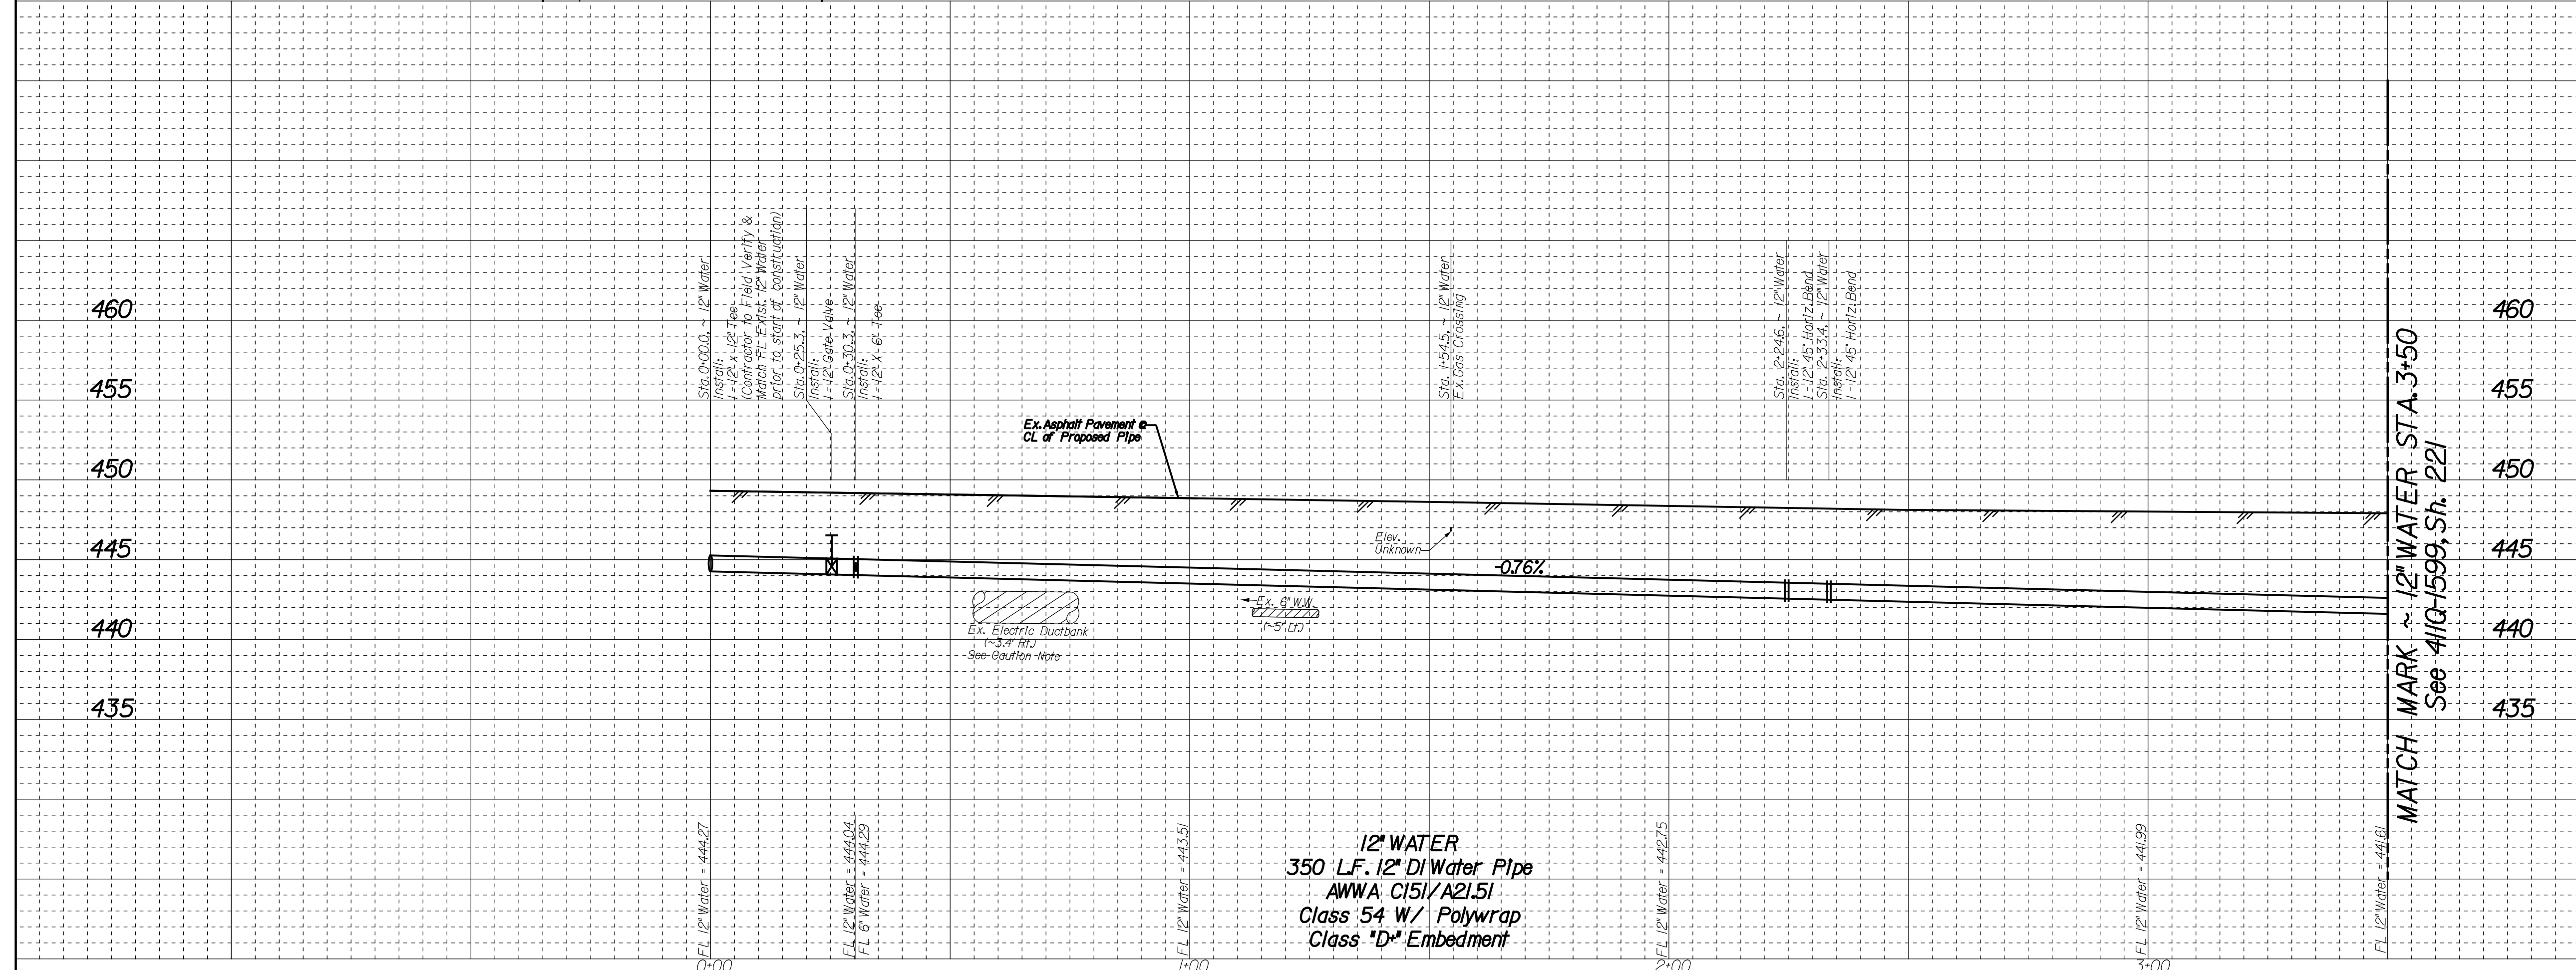 460
455
450
445
440
435
Sta. 0+00.0, ~ 12" Water
Install:
1-12" x 12" Tee
(Contractor to Field Verify &
Match FL Exist. 12" Water
prior to start of construction)
Sta. 0+25.3, ~ 12" Water
Install:
1-12" Gate Valve
Sta. 0+30.3, ~ 12" Water
Install:
1-12" X 6" Tee
Ex. Asphalt Pavement @
CL of Proposed Pipe
Sta. 1+54.5, ~ 12" Water
Ex. Gas Crossing
Elev.
Unknown
Sta. 2+24.6, ~ 12" Water
Install:
1-12" 45° Horiz. Bend
Sta. 2+33.4, ~ 12" Water
Install:
1-12" 45° Horiz. Bend
-0.76%
Ex. Electric Ductbank
(~3.4' Rt.)
See Caution Note
Ex. 6" W.W.
(~5' Lt.)
MATCH MARK ~ 12" WATER STA. 3+50
See 411Q-1599, Sh. 2221
460
455
450
445
440
435
FL 12" Water = 444.27
FL 12" Water = 444.04
FL 6" Water = 444.29
FL 12" Water = 443.51
12" WATER
350 L.F. 12" DI Water Pipe
AWWA C151/A21.51
Class 54 W/ Polywrap
Class "D+" Embedment
FL 12" Water = 442.75
FL 12" Water = 441.99
FL 12" Water = 441.61
0+00
1+00
2+00
3+00